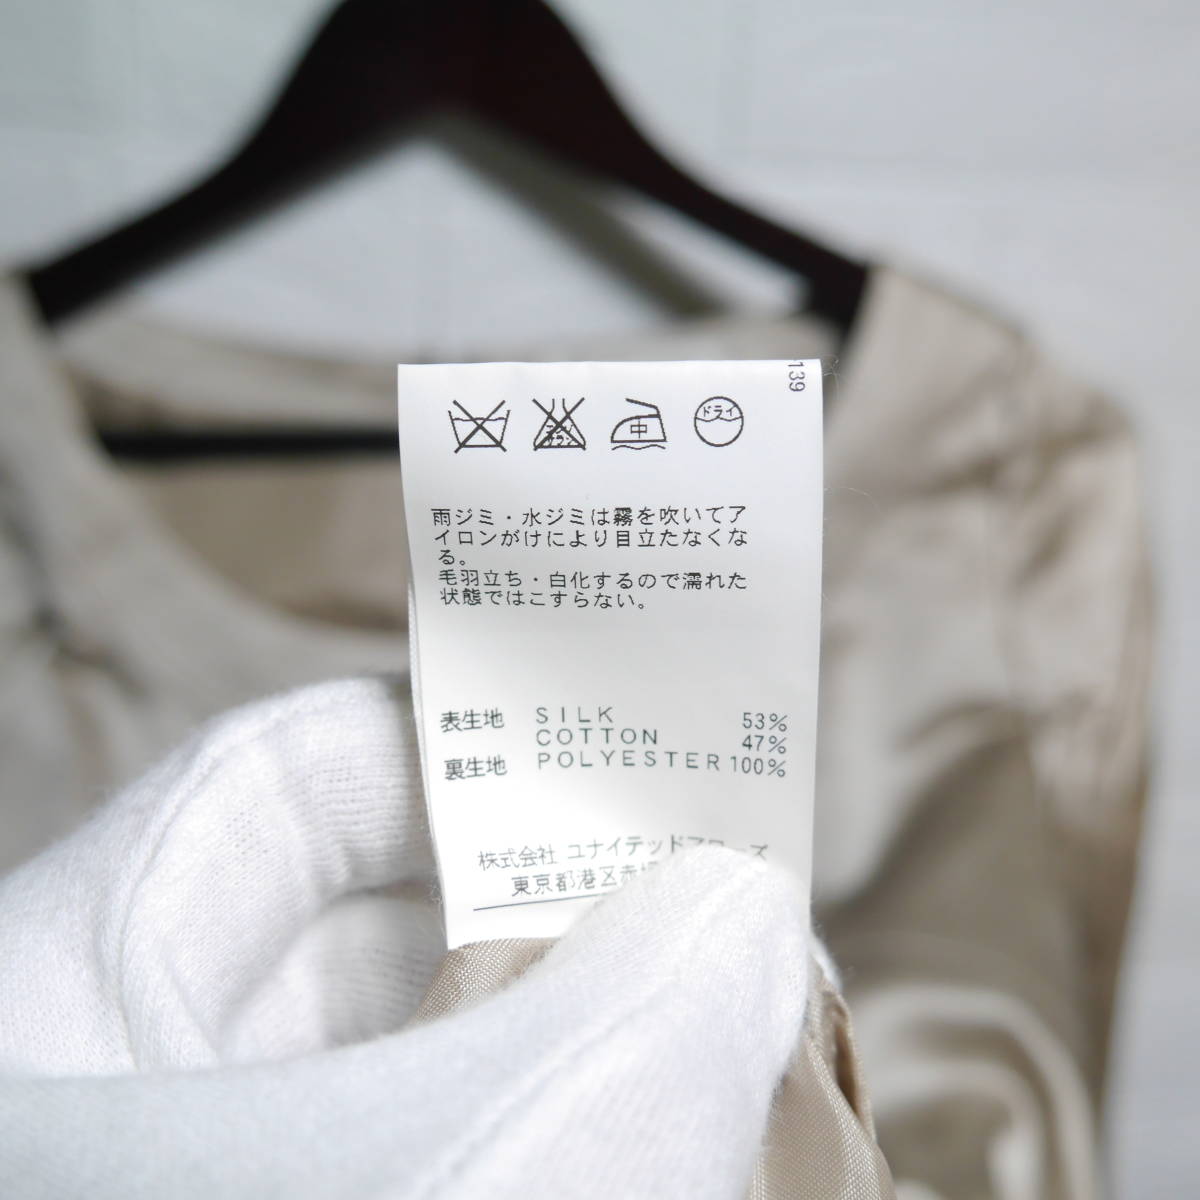 139
中
ドライ
雨ジミ・水ジミは霧を吹いてア
イロンがけにより目立たなくな
る。
毛羽立ち・白化するので濡れた
状態ではこすらない。
表生地 SILK 53%
COTTON 47%
裏生地 POLYESTER 100%
株式会社 ユナイテッドアローズ
東京都港区赤